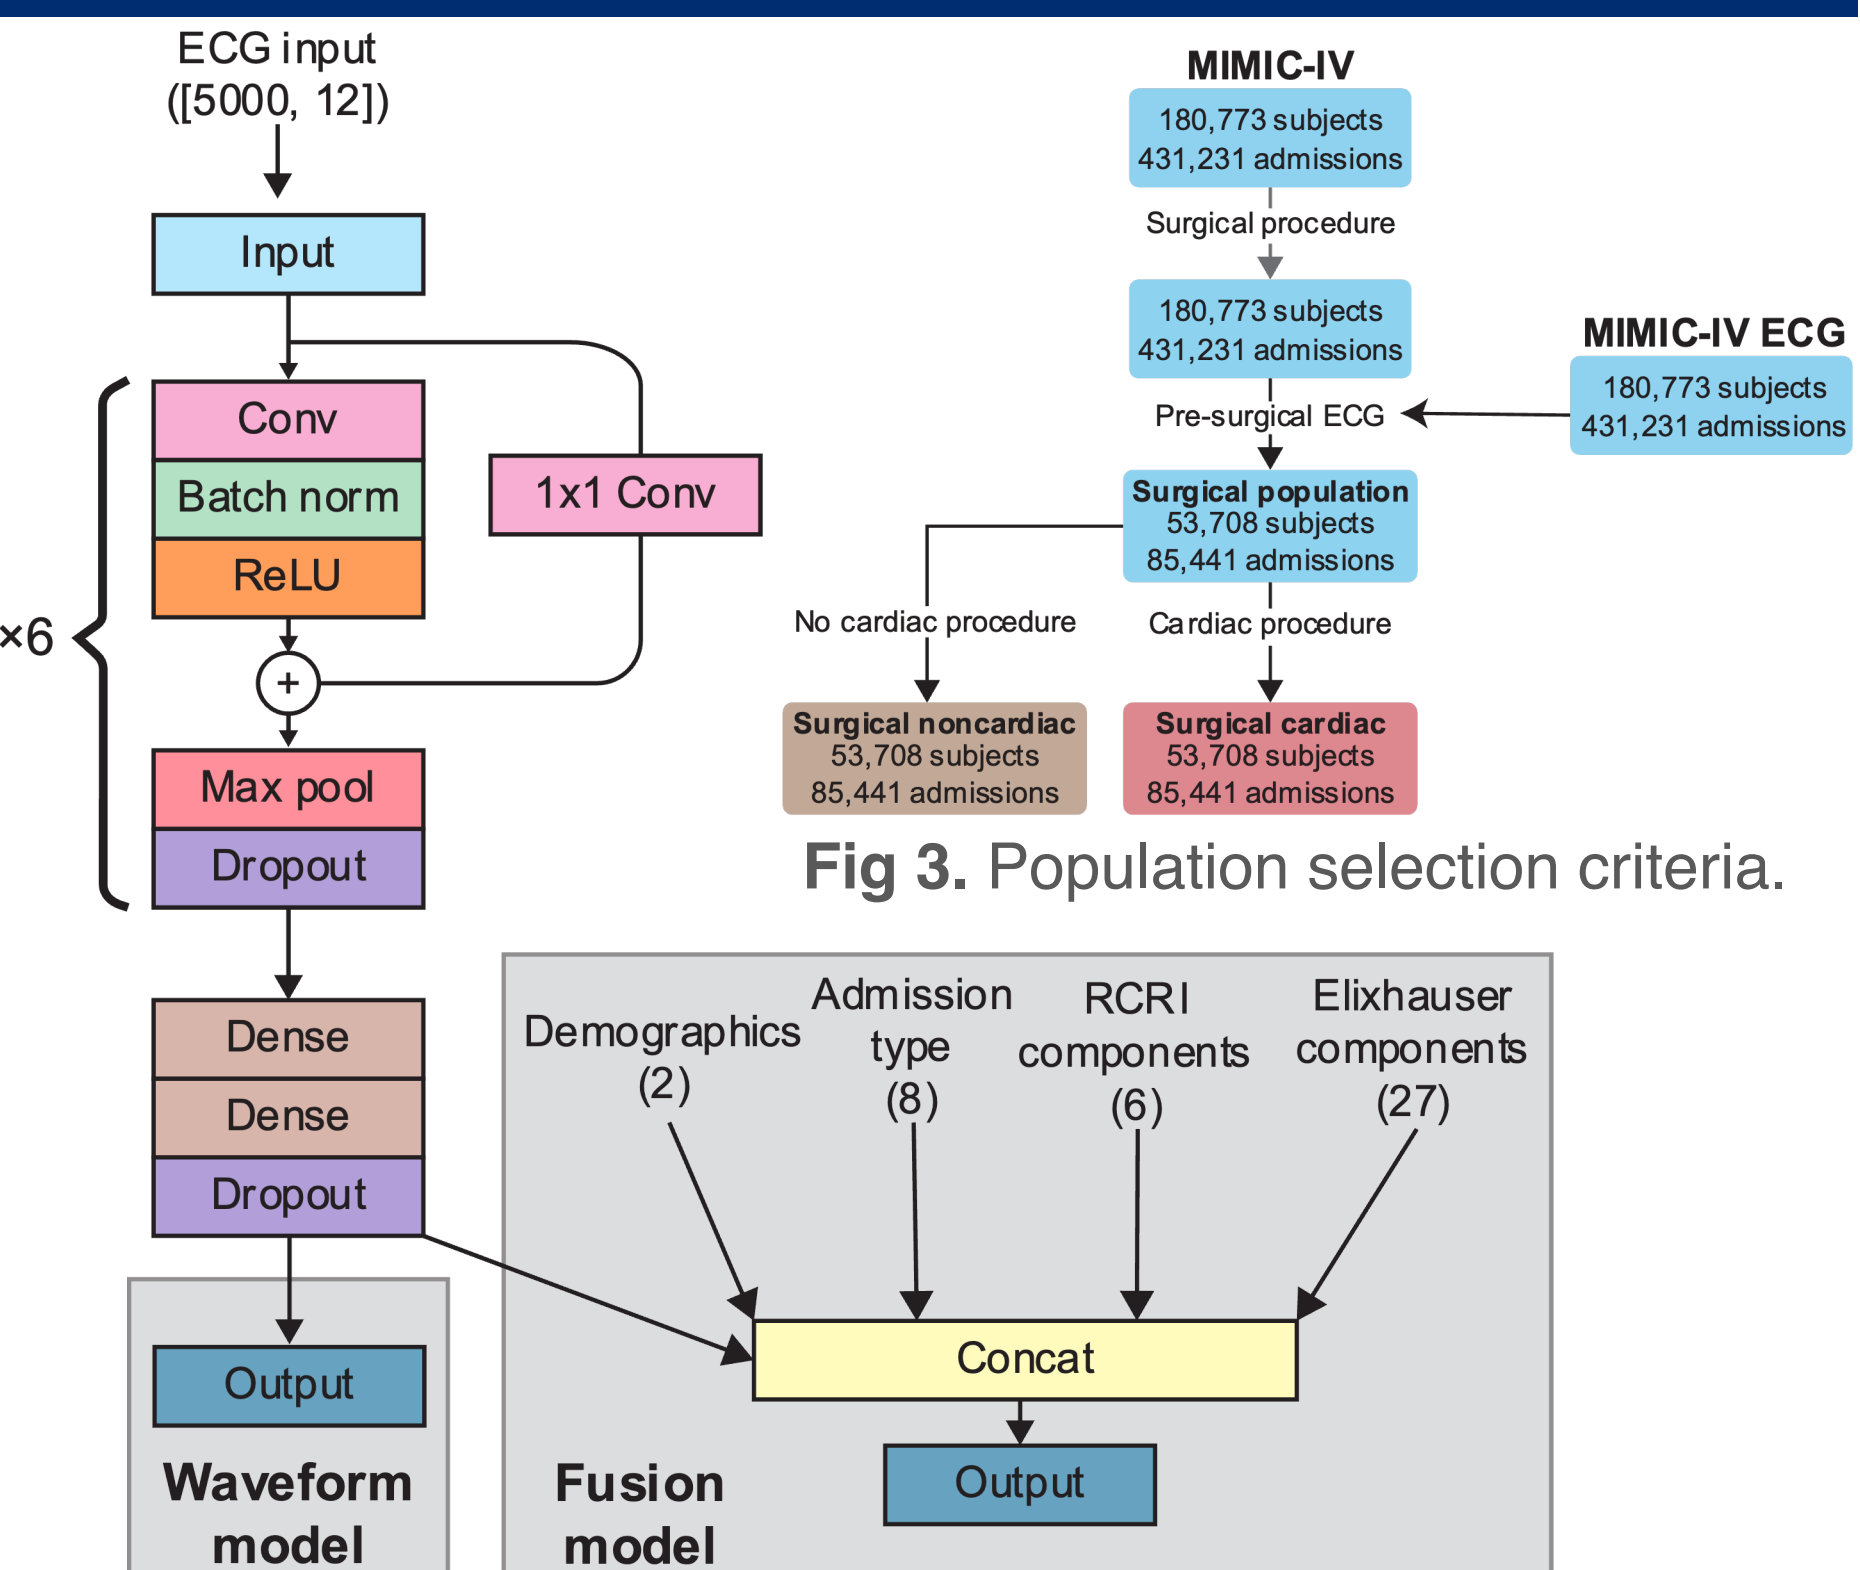 ECG input
([5000, 12])
Input
Conv
Batch norm
ReLU
1x1 Conv
×6
+
Max pool
Dropout
Dense
Dense
Dropout
Output
Waveform
model
MIMIC-IV
180,773 subjects
431,231 admissions
Surgical procedure
180,773 subjects
431,231 admissions
MIMIC-IV ECG
180,773 subjects
431,231 admissions
Pre-surgical ECG
Surgical population
53,708 subjects
85,441 admissions
No cardiac procedure
Cardiac procedure
Surgical noncardiac
53,708 subjects
85,441 admissions
Surgical cardiac
53,708 subjects
85,441 admissions
Fig 3. Population selection criteria.
Demographics
(2)
Admission
type
(8)
RCRI
components
(6)
Elixhauser
components
(27)
Concat
Output
Fusion
model